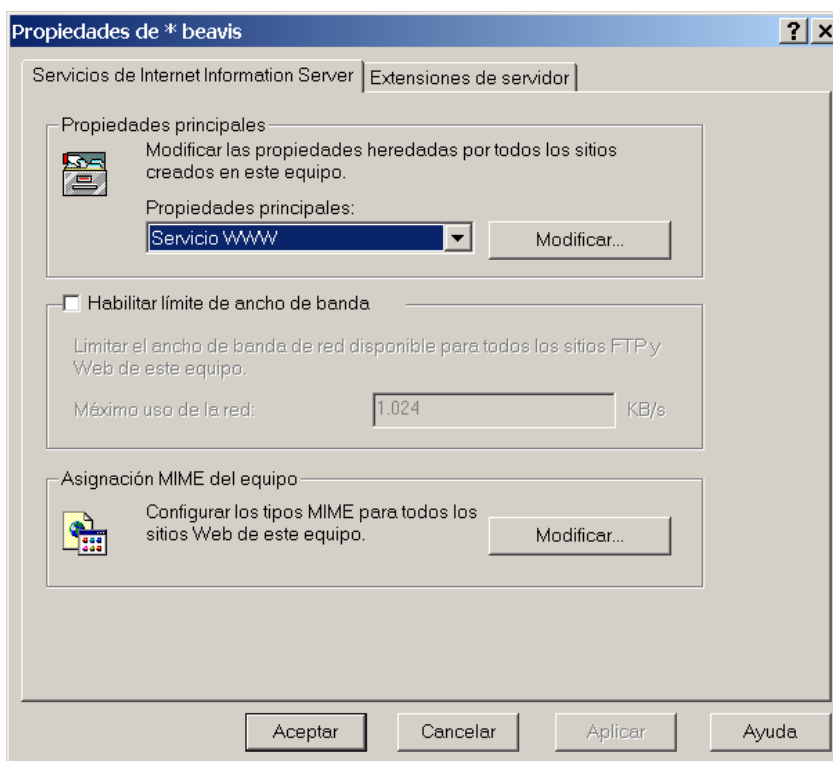 Propiedades de * beavis
Servicios de Internet Information Server
Extensiones de servidor
Propiedades principales
Modificar las propiedades heredadas por todos los sitios
creados en este equipo.
Propiedades principales:
Servicio WWW
Modificar...
Habilitar límite de ancho de banda
Limitar el ancho de banda de red disponible para todos los sitios FTP y
Web de este equipo.
Máximo uso de la red:
1.024
KB/s
Asignación MIME del equipo
Configurar los tipos MIME para todos los
sitios Web de este equipo.
Modificar...
Aceptar
Cancelar
Aplicar
Ayuda